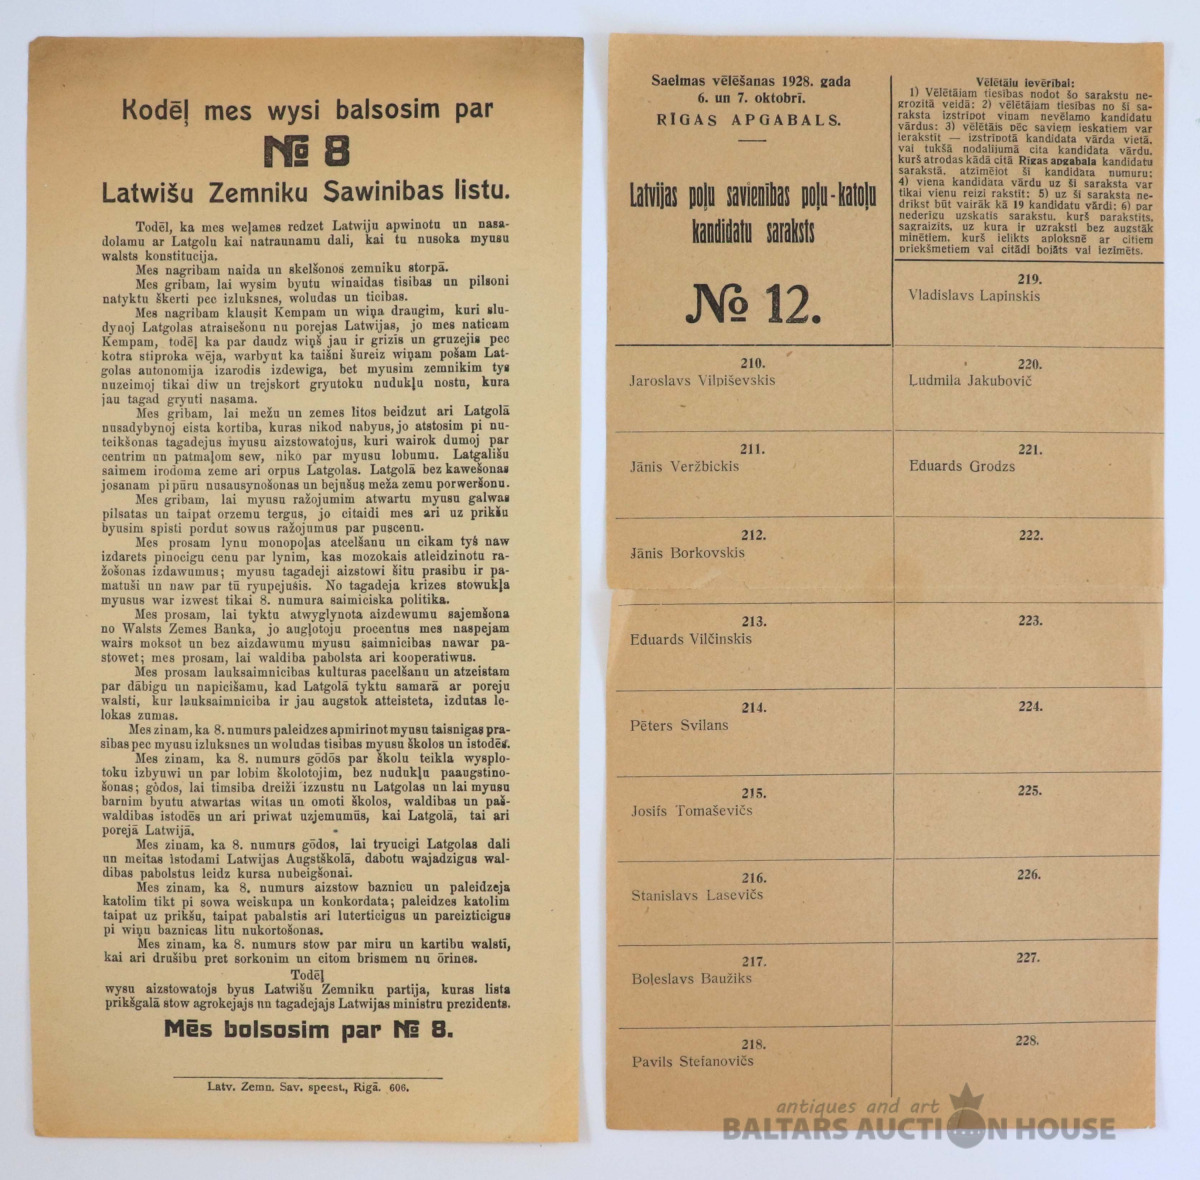 Kodēļ mes wysi balsosim par
№ 8
Latwišu Zemniku Sawinibas listu.
Todēļ, ka mes weļames redzet Latwiju apwinotu un nasa-
dolamu ar Latgolu kai natraunamu dali, kai tu nusoka myusu
walsts konstitucija.
Mes nagribam naida un skelšonos zemniku storpā.
Mes gribam, lai wysim byutu winaidas tisibas un pilsoni
natyktu škerti pec izluksnes, woludas un ticibas.
Mes nagribam klausit Kempam un wiņa draugim, kuri slu-
dynoj Latgolas atraisešonu nu porejas Latwijas, jo mes naticam
Kempam, todēļ ka par daudz wiņš jau ir grizis un gruzejis pec
kotra stiproka wēja, warbyut ka taišni šureiz wiņam pošam Lat-
golas autonomija izarodis izdewiga, bet myusim zemnikim tys
nuzeimoj tikai diw un trejskort gryutoku nudukļu nostu, kura
jau tagad gryuti nasama.
Mes gribam, lai mežu un zemes litos beidzut ari Latgolā
nusadybynoj eista kortiba, kuras nikod nabyus, jo atstosim pi nu-
teikšonas tagadejus myusu aizstowatojus, kuri wairok dumoj par
centrim un patmaļom sew, niko par myusu lobumu. Latgališu
saimem irodoma zeme ari orpus Latgolas. Latgolā bez kawešonas
josanam pi pūru nusausynošonas un bejušus meža zemu porweršonu.
Mes gribam, lai myusu ražojumim atwartu myusu galwas
pilsatas un taipat orzemu tergus, jo citaidi mes ari uz prikšu
byusim spisti pordut sowus ražojumus par puscenu.
Mes prosam lynu monopoļas atcelšanu un cikam tyš naw
izdarets pinocigu cenu par lynim, kas mozokais atleidzinotu ra-
žošonas izdawumus; myusu tagadeji aizstowi šitu prasibu ir pa-
matuši un naw par tū ryupejušis. No tagadeja krizes stowukļa
myusus war izwest tikai 8. numura saimiciska politika.
Mes prosam, lai tyktu atwyglynota aizdewumu sajemšona
no Walsts Zemes Banka, jo augļotoju procentus mes naspejam
wairs moksot un bez aizdawumu myusu saimnicibas nawar pa-
stowet; mes prosam, lai waldiba pabolsta ari kooperatiwus.
Mes prosam lauksaimnicibas kulturas pacelšanu un atzeistam
par dābigu un napicišamu, kad Latgolā tyktu samarā ar poreju
walsti, kur lauksaimniciba ir jau augstok atteisteta, izdutas le-
lokas zumas.
Mes zinam, ka 8. numurs paleidzes apmirinot myusu taisnigas pra-
sibas pec myusu izluksnes un woludas tisibas myusu školos un istodēs.
Mes zinam, ka 8. numurs gōdōs par školu teikla wysplo-
toku izbyuwi un par lobim školotojim, bez nudukļu paaugstino-
šonas; gōdos, lai timsiba dreiži izzustu nu Latgolas un lai myusu
barnim byutu atwartas witas un omoti školos, waldibas un paš-
waldibas istodēs un ari priwat uzjemumūs, kai Latgolā, tai ari
porejā Latwijā.
Mes zinam, ka 8. numurs gōdos, lai tryucigi Latgolas dali
un meitas istodami Latwijas Augstškolā, dabotu wajadzigus wal-
dibas pabolstus leidz kursa nubeigšonai.
Mes zinam, ka 8. numurs aizstow baznicu un paleidzeja
katolim tikt pi sowa weiskupa un konkordata; paleidzes katolim
taipat uz prikšu, taipat pabalstis ari luterticigus un pareizticigus
pi wiņu baznicas litu nukortošonas.
Mes zinam, ka 8. numurs stow par miru un kartibu walstī,
kai ari drušibu pret sorkonim un citom brismem nu ōrines.
Todēļ
wysu aizstowatojs byus Latwišu Zemniku partija, kuras lista
prikšgalā stow agrokejajs un tagadejajs Latwijas ministru prezidents.
Mēs bolsosim par № 8.
Latv. Zemn. Sav. speest., Rigā. 606.
Saeimas vēlēšanas 1928. gada
6. un 7. oktobrī.
RĪGAS APGABALS.
Latvijas poļu savienības poļu-katoļu
kandidatu saraksts
№ 12.
Vēlētāju ievērībai:
1) Vēlētājam tiesības nodot šo sarakstu ne-
grozītā veidā; 2) vēlētājam tiesības no šī sa-
raksta izstrīpot viņam nevēlamo kandidatu
vārdus; 3) vēlētājs pēc saviem ieskatiem var
ierakstīt — izstrīpotā kandidata vārda vietā,
vai tukšā nodalījumā cita kandidata vārdu,
kurš atrodas kādā citā Rīgas apgabala kandidatu
sarakstā, atzīmējot šī kandidata numuru;
4) viena kandidata vārdu uz šī saraksta var
tikai vienu reizi rakstīt; 5) uz šī saraksta ne-
drīkst būt vairāk kā 19 kandidatu vārdi; 6) par
nederīgu uzskatīs sarakstu, kurš parakstīts,
sagraizīts, uz kura ir uzraksti bez augstāk
minētiem, kurš ielikts aploksnē ar citiem
priekšmetiem vai citādi bojāts vai iezīmēts.
219.
Vladislavs Lapinskis
210.
Jaroslavs Vilpiševskis
220.
Ludmila Jakubovič
211.
Jānis Veržbickis
221.
Eduards Grodzs
212.
Jānis Borkovskis
222.
213.
Eduards Vilčinskis
223.
214.
Pēters Svilans
224.
215.
Josifs Tomaševičs
225.
216.
Stanislavs Lasevičs
226.
217.
Boļeslavs Baužiks
227.
218.
Pavils Stefanovičs
228.
antiques and art
BALTARS AUCTION HOUSE